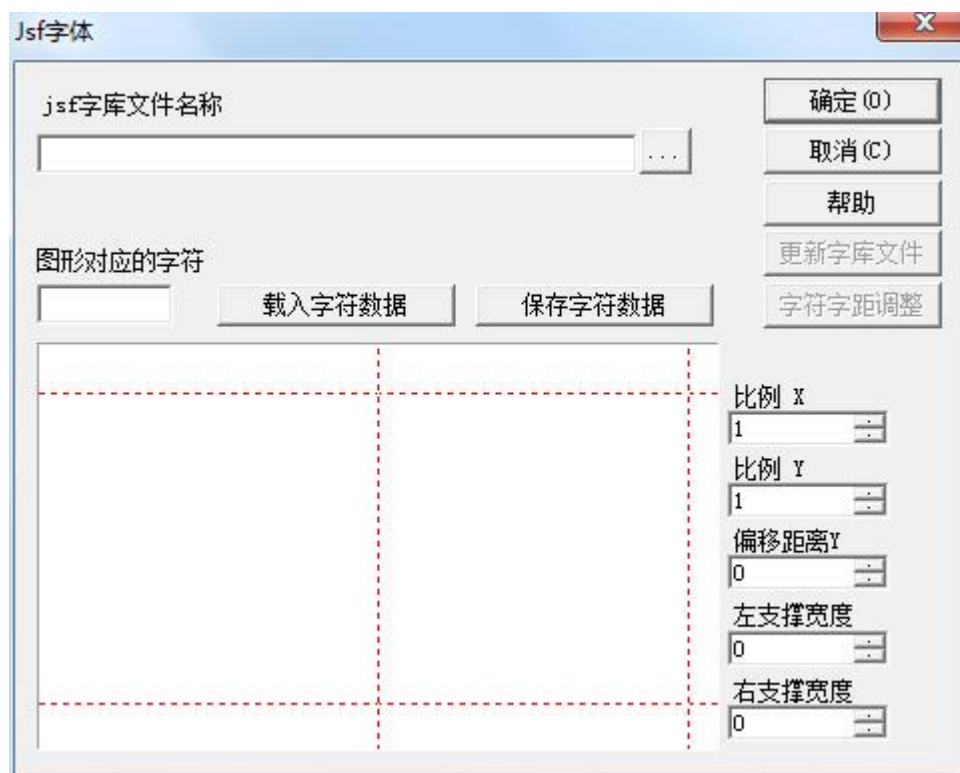 Jsf字体
jsf字库文件名称
...
确定(O)
取消(C)
帮助
更新字库文件
字符字距调整
图形对应的字符
载入字符数据
保存字符数据
比例 X
1
比例 Y
1
偏移距离Y
0
左支撑宽度
0
右支撑宽度
0